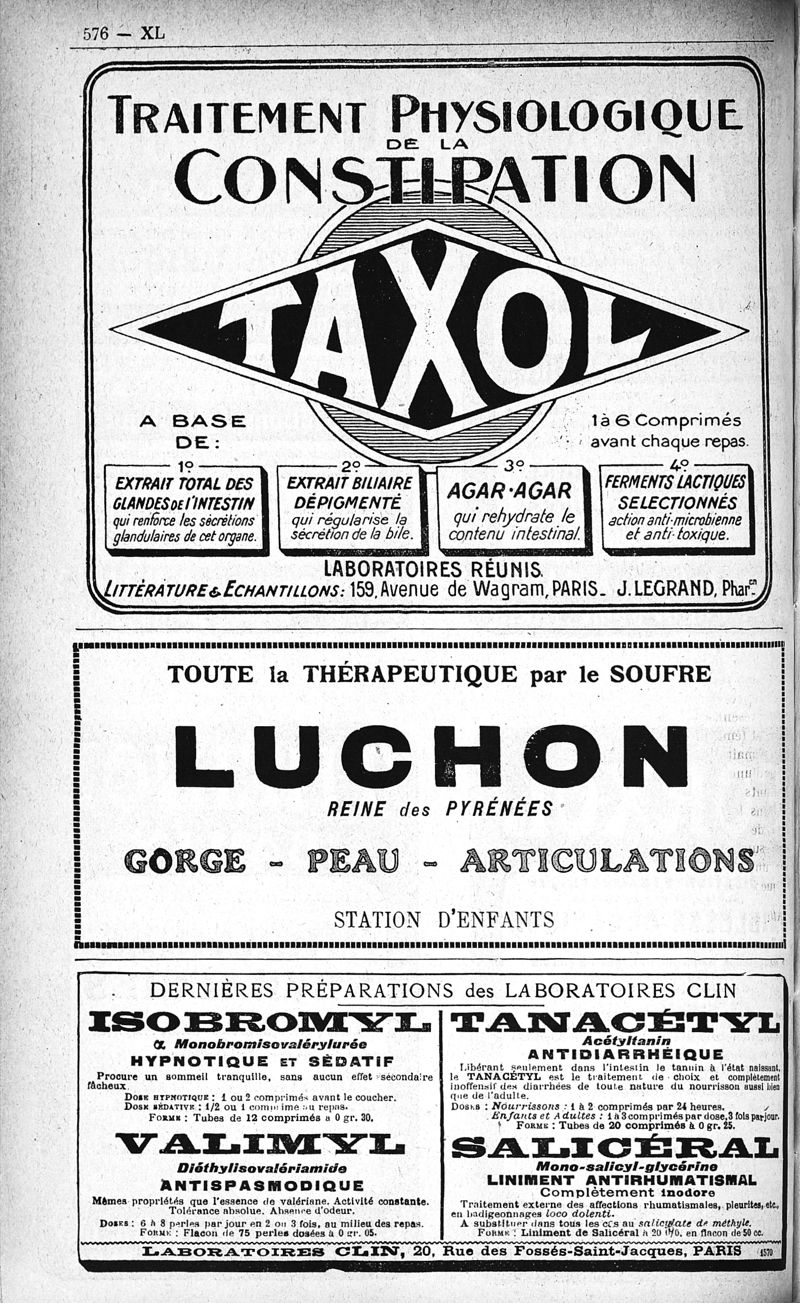 576 — XL
TRAITEMENT PHYSIOLOGIQUE
DE LA
CONSTIPATION
TAXOL
A BASE
DE:
1 à 6 Comprimés
avant chaque repas.
1º
EXTRAIT TOTAL DES
GLANDES DE l'INTESTIN
qui renforce les sécrétions
glandulaires de cet organe.
2º
EXTRAIT BILIAIRE
DÉPIGMENTÉ
qui régularise la
sécrétion de la bile.
3º
AGAR-AGAR
qui rehydrate le
contenu intestinal.
4º
FERMENTS LACTIQUES
SELECTIONNÉS
action anti-microbienne
et anti-toxique.
LABORATOIRES RÉUNIS.
LITTÉRATURE & ECHANTILLONS: 159, Avenue de Wagram, PARIS_ J. LEGRAND, Pharcn
TOUTE la THÉRAPEUTIQUE par le SOUFRE
LUCHON
REINE des PYRÉNÉES
GORGE - PEAU - ARTICULATIONS
STATION D'ENFANTS
DERNIÈRES PRÉPARATIONS des LABORATOIRES CLIN
ISOBROMYL
α Monobromisovalérylurée
HYPNOTIQUE ET SÉDATIF
Procure un sommeil tranquille, sans aucun effet secondaire
fâcheux.
DOSE HYPNOTIQUE : 1 ou 2 comprimés avant le coucher.
DOSE SÉDATIVE : 1/2 ou 1 comprimé au repas.
FORME : Tubes de 12 comprimés à 0 gr. 30.
VALIMYL
Diéthylisovalériamide
ANTISPASMODIQUE
Mêmes propriétés que l'essence de valériane. Activité constante.
Tolérance absolue. Absence d'odeur.
DOSES : 6 à 8 perles par jour en 2 ou 3 fois, au milieu des repas.
FORME : Flacon de 75 perles dosées à 0 gr. 05.
TANACÉTYL
Acétyltanin
ANTIDIARRHÉIQUE
Libérant seulement dans l'intestin le tannin à l'état naissant,
le TANACÉTYL est le traitement de choix et complètement
inoffensif des diarrhées de toute nature du nourrisson aussi bien
que de l'adulte.
DOSES : Nourrissons : 1 à 2 comprimés par 24 heures.
Enfants et Adultes : 1 à 3 comprimés par dose, 3 fois par jour.
FORME : Tubes de 20 comprimés à 0 gr. 25.
SALICÉRAL
Mono-salicyl-glycérine
LINIMENT ANTIRHUMATISMAL
Complètement inodore
Traitement externe des affections rhumatismales, pleurites, etc.,
en badigeonnages loco dolenti.
A substituer dans tous les cas au salicylate de méthyle.
FORME : Liniment de Salicéral à 20 0/0, en flacon de 50 cc.
LABORATOIRES CLIN, 20, Rue des Fossés-Saint-Jacques, PARIS 1570